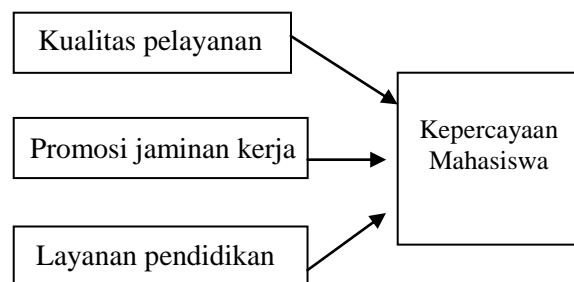 Kualitas pelayanan
Promosi jaminan kerja
Kepercayaan
Mahasiswa
Layanan pendidikan